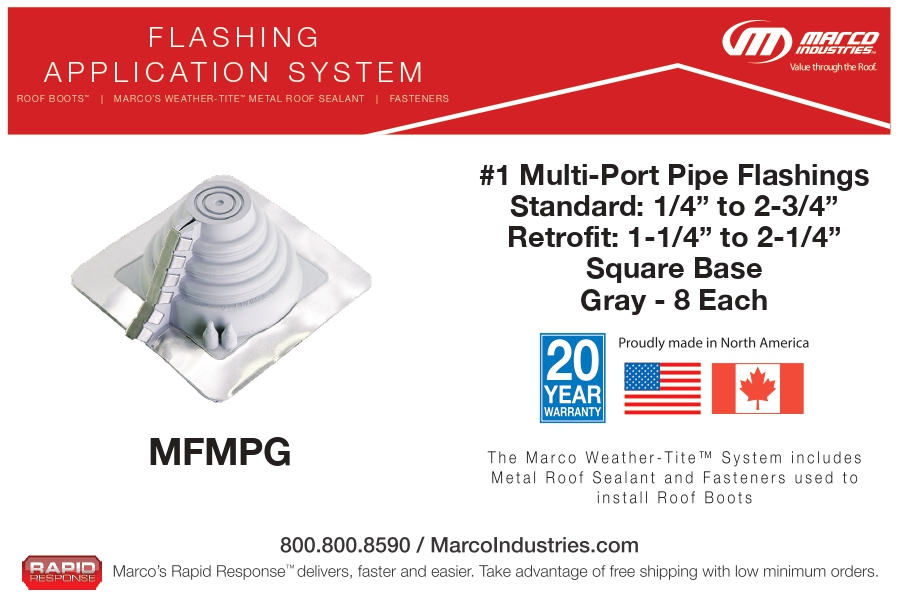 FLASHING
APPLICATION SYSTEM
ROOF BOOTS™ | MARCO'S WEATHER-TITE™ METAL ROOF SEALANT | FASTENERS
MARCO
INDUSTRIES™
Value through the Roof.
#1 Multi-Port Pipe Flashings
Standard: 1/4” to 2-3/4”
Retrofit: 1-1/4” to 2-1/4”
Square Base
Gray - 8 Each
20
YEAR
WARRANTY
Proudly made in North America
MFMPG
The Marco Weather-Tite™ System includes
Metal Roof Sealant and Fasteners used to
install Roof Boots
800.800.8590 / MarcoIndustries.com
RAPID
RESPONSE
Marco’s Rapid Response™ delivers, faster and easier. Take advantage of free shipping with low minimum orders.